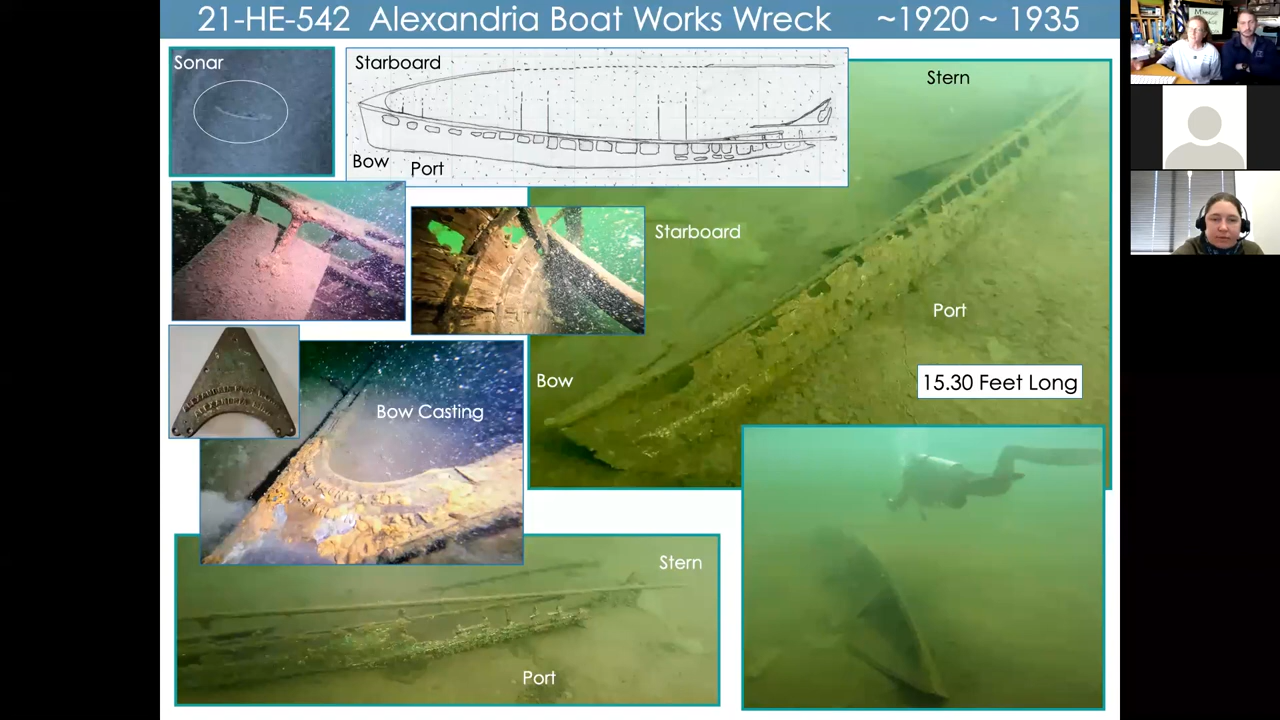 21-HE-542 Alexandria Boat Works Wreck ~1920 ~ 1935
Sonar
Starboard
Bow
Port
Stern
Starboard
Port
Bow
15.30 Feet Long
Bow Casting
Stern
Port